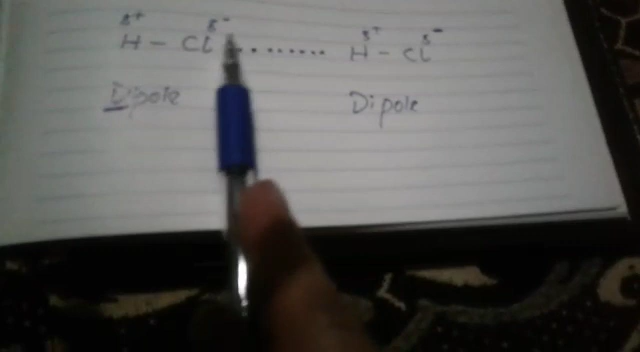 δ+ δ- δ+ δ-
H - Cl ........ H - Cl
Dipole Dipole